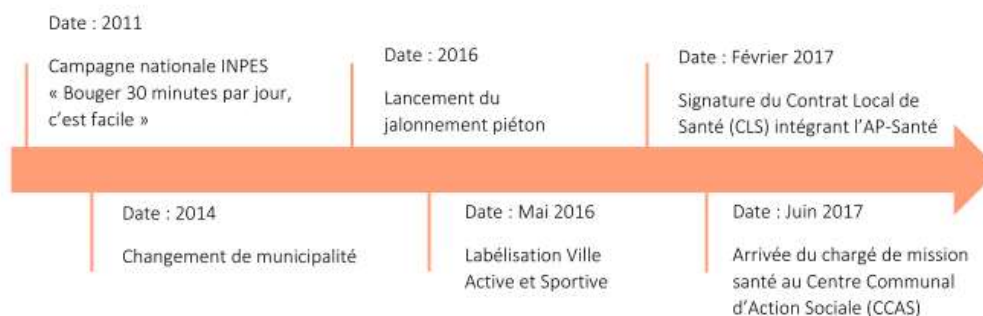 Date : 2011
Campagne nationale INPES
« Bouger 30 minutes par jour,
c’est facile »
Date : 2014
Changement de municipalité
Date : 2016
Lancement du
jalonnement piéton
Date : Mai 2016
Labélisation Ville
Active et Sportive
Date : Février 2017
Signature du Contrat Local de
Santé (CLS) intégrant l’AP-Santé
Date : Juin 2017
Arrivée du chargé de mission
santé au Centre Communal
d’Action Sociale (CCAS)